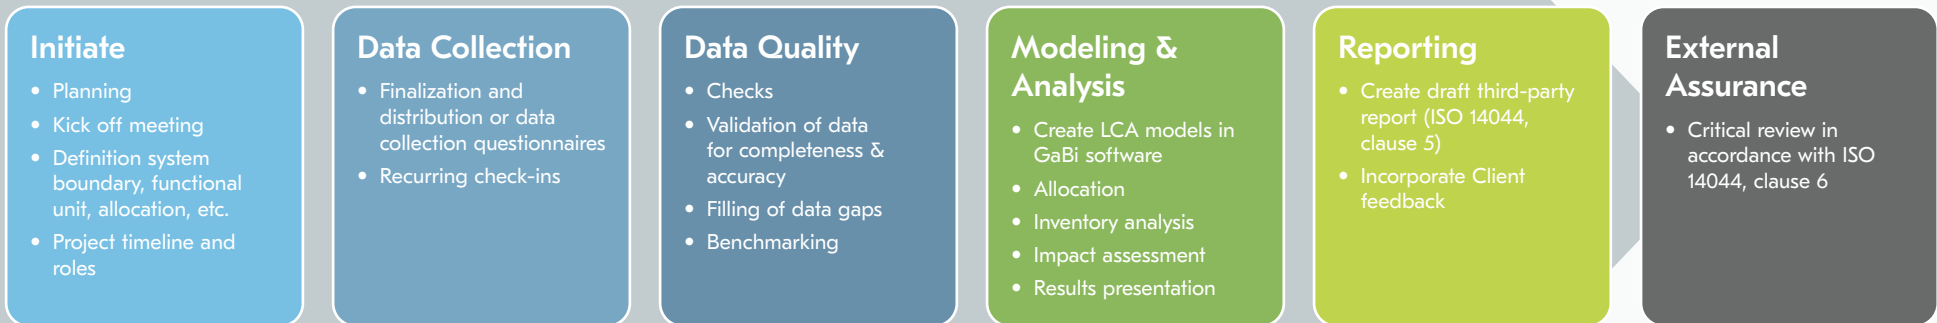 Initiate
• Planning
• Kick off meeting
• Definition system
boundary, functional
unit, allocation, etc.
• Project timeline and
roles
Data Collection
• Finalization and
distribution or data
collection questionnaires
• Recurring check-ins
Data Quality
• Checks
• Validation of data
for completeness &
accuracy
• Filling of data gaps
• Benchmarking
Modeling &
Analysis
• Create LCA models in
GaBi software
• Allocation
• Inventory analysis
• Impact assessment
• Results presentation
Reporting
• Create draft third-party
report (ISO 14044,
clause 5)
• Incorporate Client
feedback
External
Assurance
• Critical review in
accordance with ISO
14044, clause 6